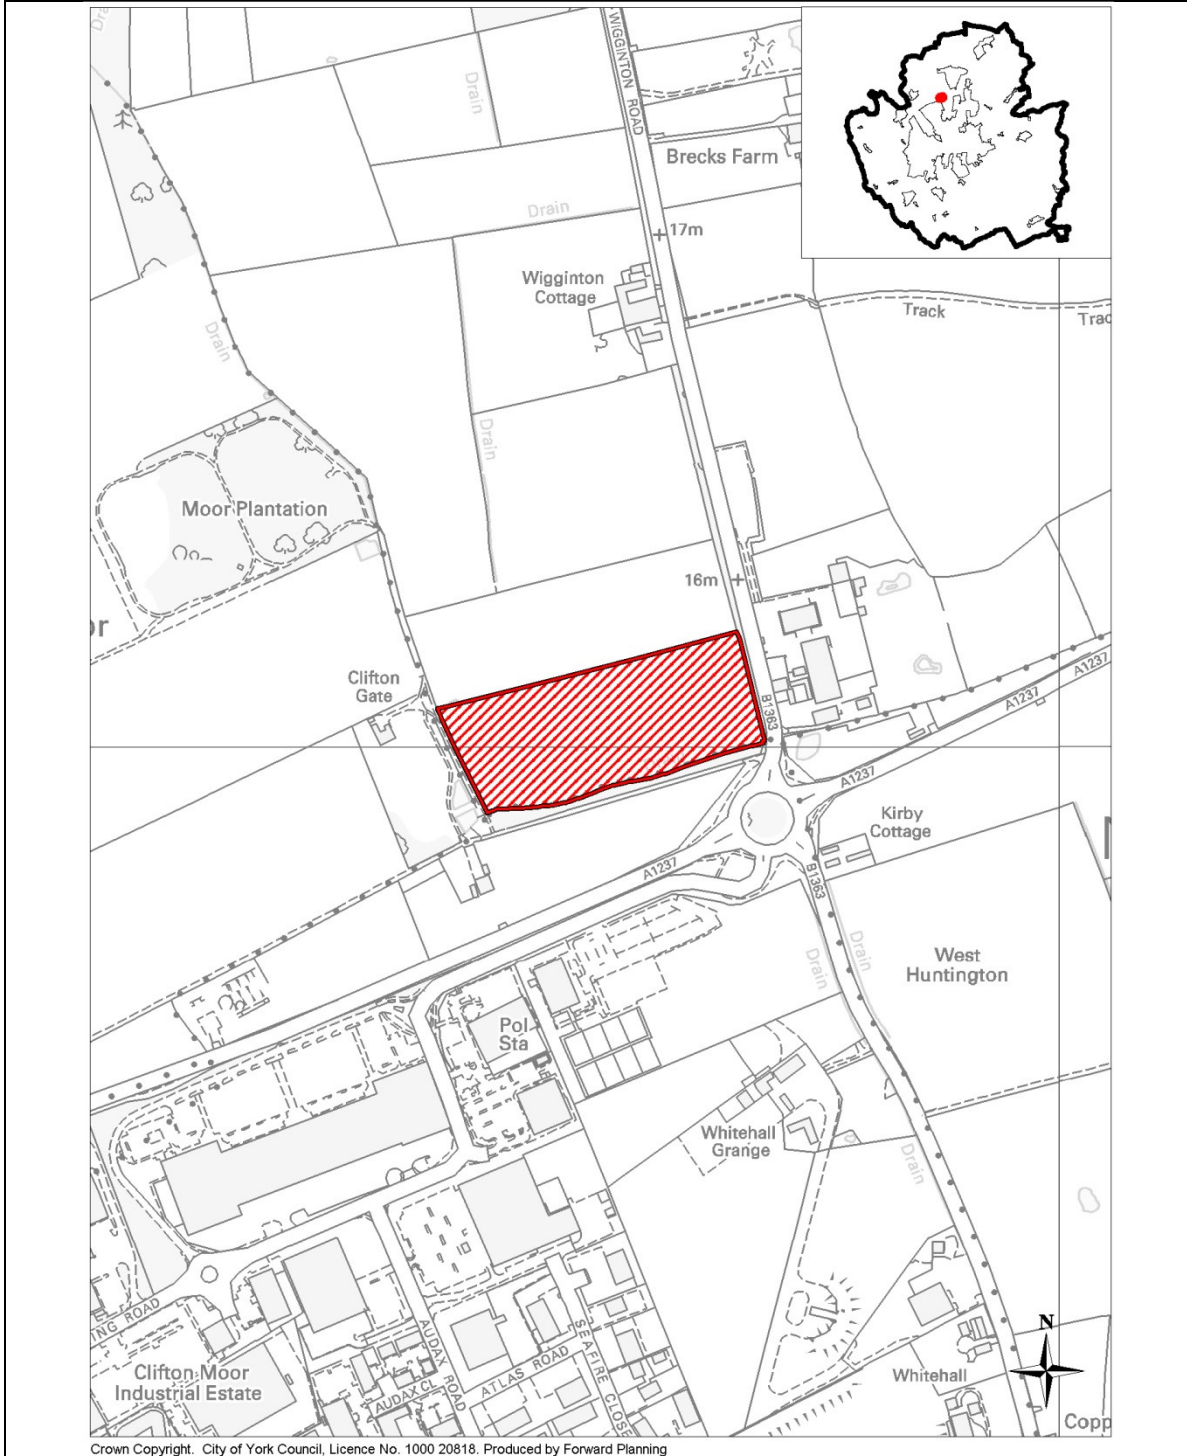 Drain
WIGGINTON ROAD
Drain
Brecks Farm
Drain
17m
Wigginton
Cottage
Track
Trac
Drain
Drain
Moor Plantation
16m
or
Clifton
Gate
B1363
A1237
A1237
A1237
Kirby
Cottage
A1237
B1363
Drain
Drain
West
Huntington
Pol
Sta
Whitehall
Grange
Drain
ING ROAD
AUDAX ROAD
SEAFIRE CLOSE
ATLAS ROAD
AUDAX CL
Clifton Moor
Industrial Estate
N
Whitehall
Copp
Crown Copyright. City of York Council, Licence No. 1000 20818. Produced by Forward Planning